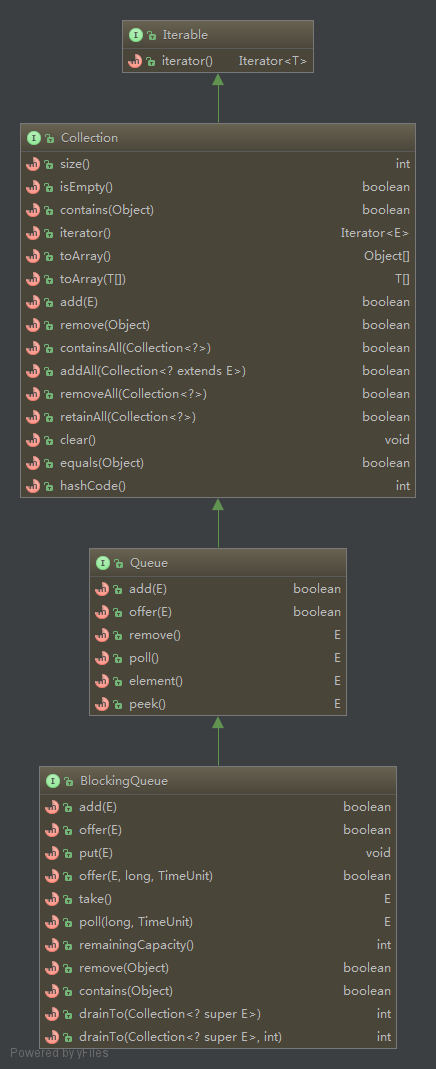 Iterable
iterator() Iterator<T>
Collection
size() int
isEmpty() boolean
contains(Object) boolean
iterator() Iterator<E>
toArray() Object[]
toArray(T[]) T[]
add(E) boolean
remove(Object) boolean
containsAll(Collection<?>) boolean
addAll(Collection<? extends E>) boolean
removeAll(Collection<?>) boolean
retainAll(Collection<?>) boolean
clear() void
equals(Object) boolean
hashCode() int
Queue
add(E) boolean
offer(E) boolean
remove() E
poll() E
element() E
peek() E
BlockingQueue
add(E) boolean
offer(E) boolean
put(E) void
offer(E, long, TimeUnit) boolean
take() E
poll(long, TimeUnit) E
remainingCapacity() int
remove(Object) boolean
contains(Object) boolean
drainTo(Collection<? super E>) int
drainTo(Collection<? super E>, int) int
Powered by yFiles